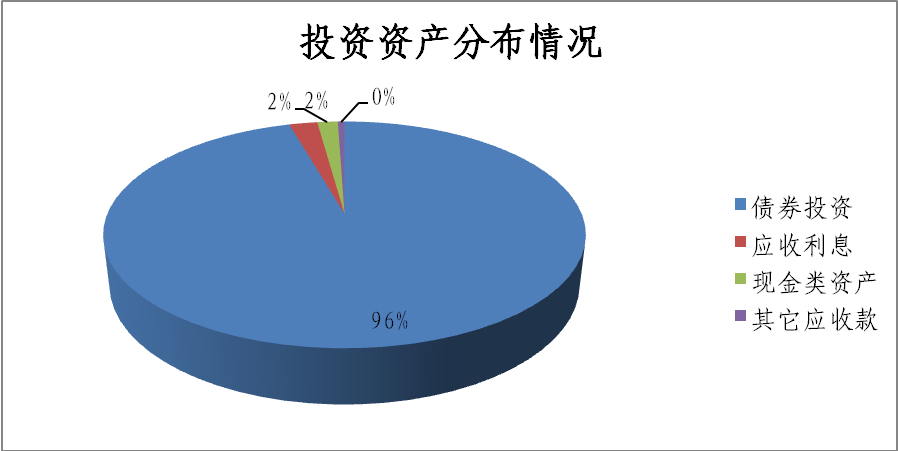 投资资产分布情况
2% 2% 0%
96%
债券投资
应收利息
现金类资产
其它应收款